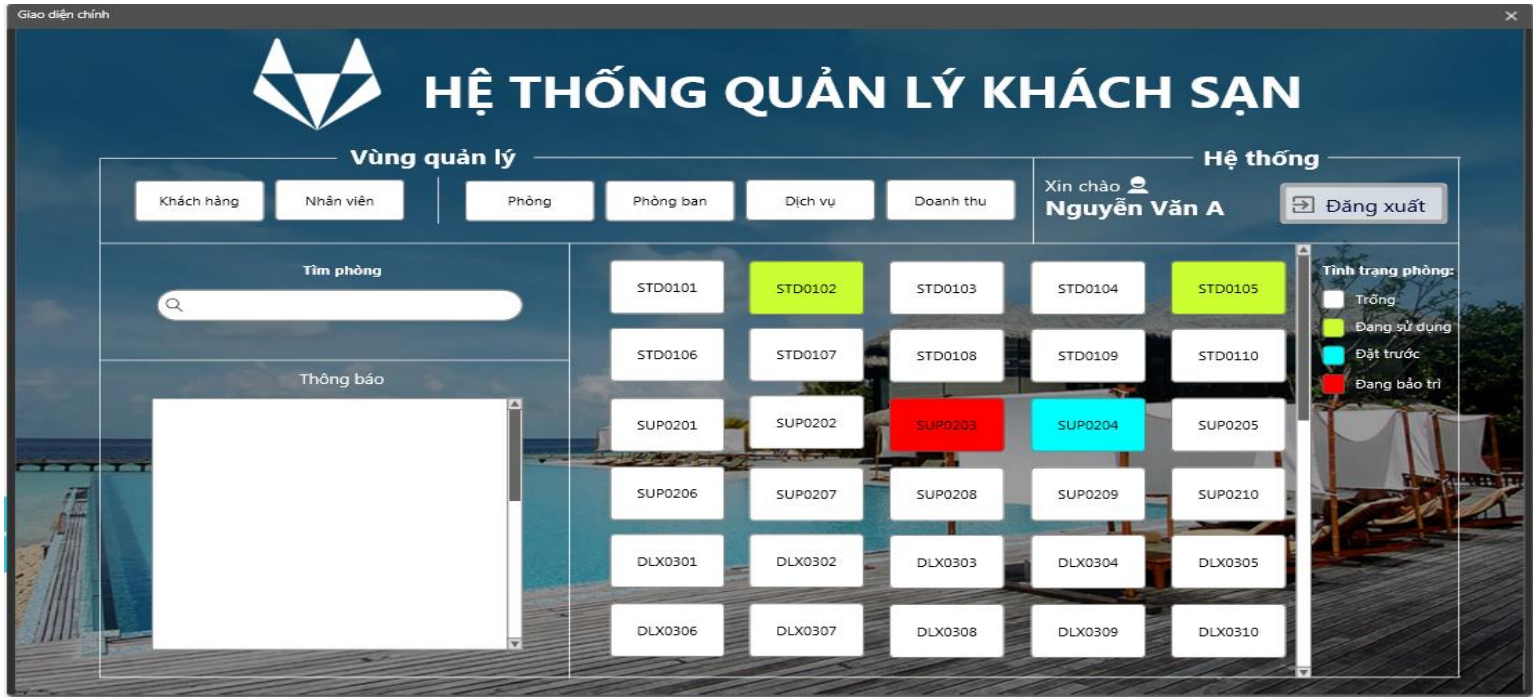 Giao diện chính
HỆ THỐNG QUẢN LÝ KHÁCH SẠN
Vùng quản lý
Hệ thống
Khách hàng
Nhân viên
Phòng
Phòng ban
Dịch vụ
Doanh thu
Xin chào
Nguyễn Văn A
Đăng xuất
Tìm phòng
Thông báo
STD0101 STD0102 STD0103 STD0104 STD0105
STD0106 STD0107 STD0108 STD0109 STD0110
SUP0201 SUP0202 SUP0203 SUP0204 SUP0205
SUP0206 SUP0207 SUP0208 SUP0209 SUP0210
DLX0301 DLX0302 DLX0303 DLX0304 DLX0305
DLX0306 DLX0307 DLX0308 DLX0309 DLX0310
Tình trạng phòng:
Trống
Đang sử dụng
Đặt trước
Đang bảo trì